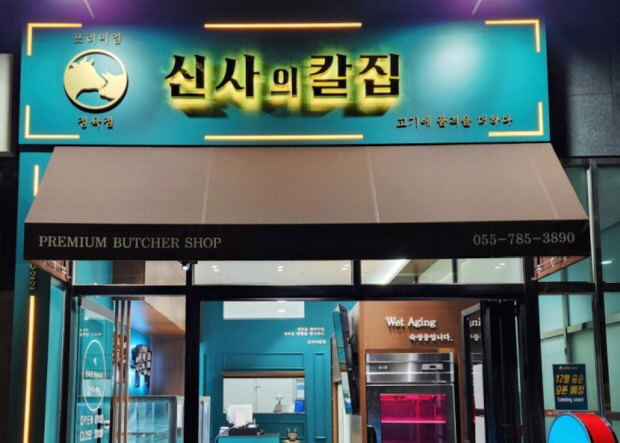 프리미엄
정육점
신사의칼집
고기에 품격을 더하다
PREMIUM BUTCHER SHOP
055-785-3890
Wet Aging
숙성중입니다.
12월 중순
오픈 예정
Coming soon!
OPEN
CLOSE